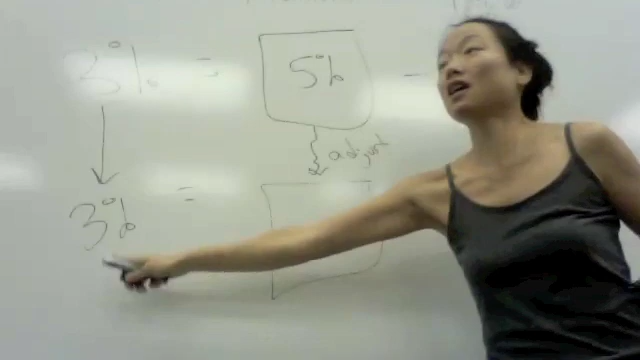 3% = 5% -
adjust
3% =